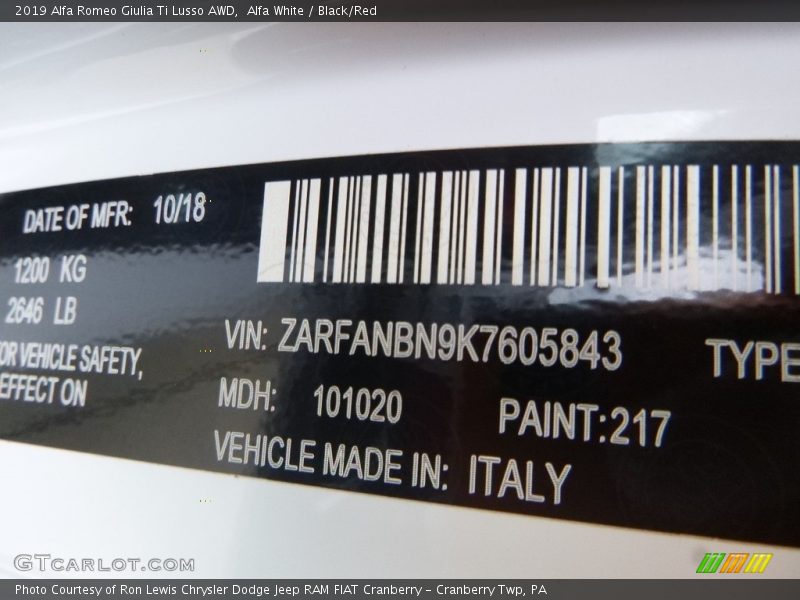 2019 Alfa Romeo Giulia Ti Lusso AWD,  Alfa White / Black/Red
DATE OF MFR: 10/18
1200 KG
2646 LB
OR VEHICLE SAFETY,
EFFECT ON
VIN: ZARFANBN9K7605843
TYPE
MDH: 101020
PAINT:217
VEHICLE MADE IN: ITALY
GTCARLOT.COM
Photo Courtesy of Ron Lewis Chrysler Dodge Jeep RAM FIAT Cranberry – Cranberry Twp, PA